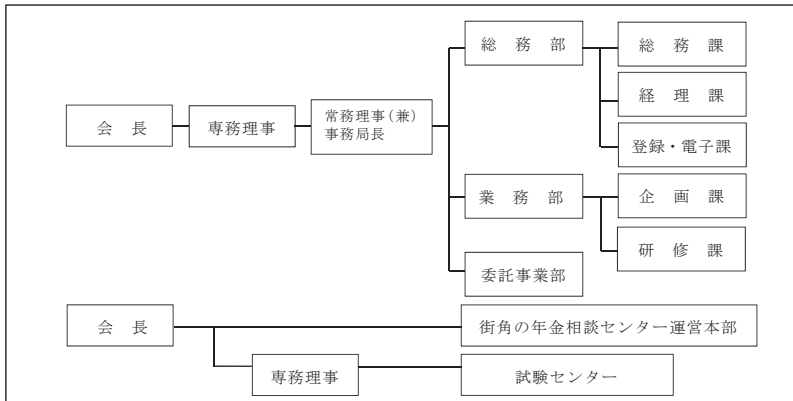 総務部
総務課
経理課
登録・電子課
会長
専務理事
常務理事（兼）
事務局長
業務部
企画課
研修課
委託事業部
会長
街角の年金相談センター運営本部
専務理事
試験センター